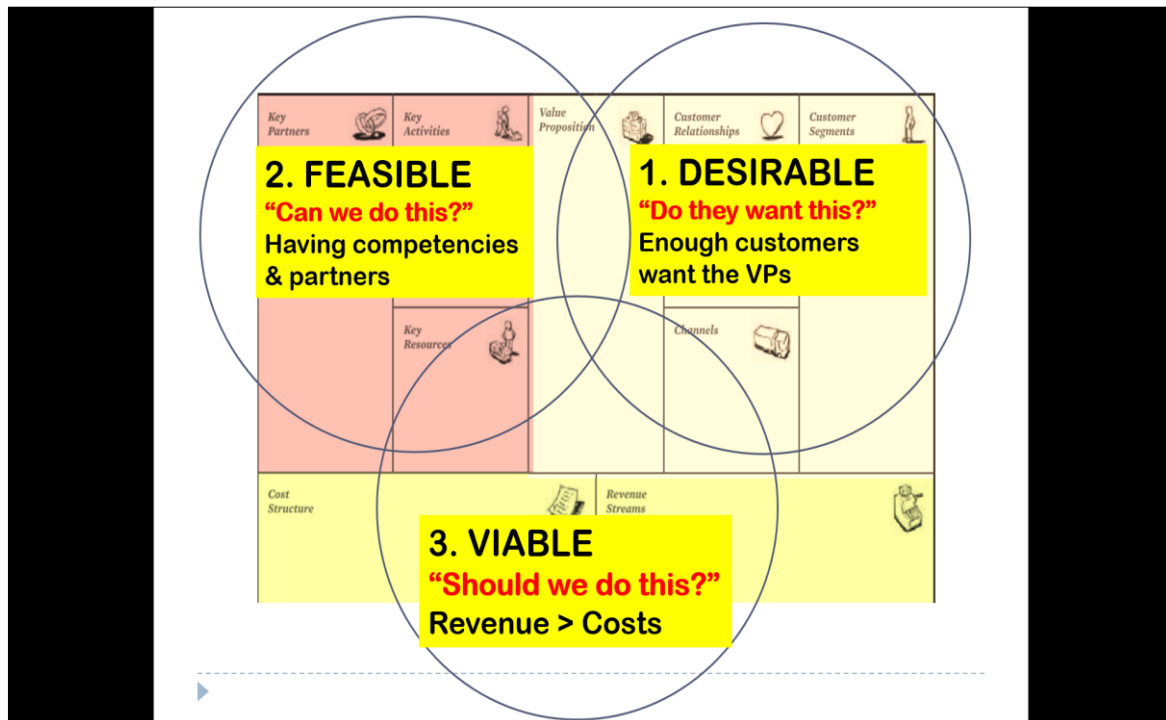 Key
Partners
Key
Activities
Value
Proposition
Customer
Relationships
Customer
Segments
2. FEASIBLE
“Can we do this?”
Having competencies
& partners
1. DESIRABLE
“Do they want this?”
Enough customers
want the VPs
Key
Resources
Channels
Cost
Structure
Revenue
Streams
3. VIABLE
“Should we do this?”
Revenue > Costs